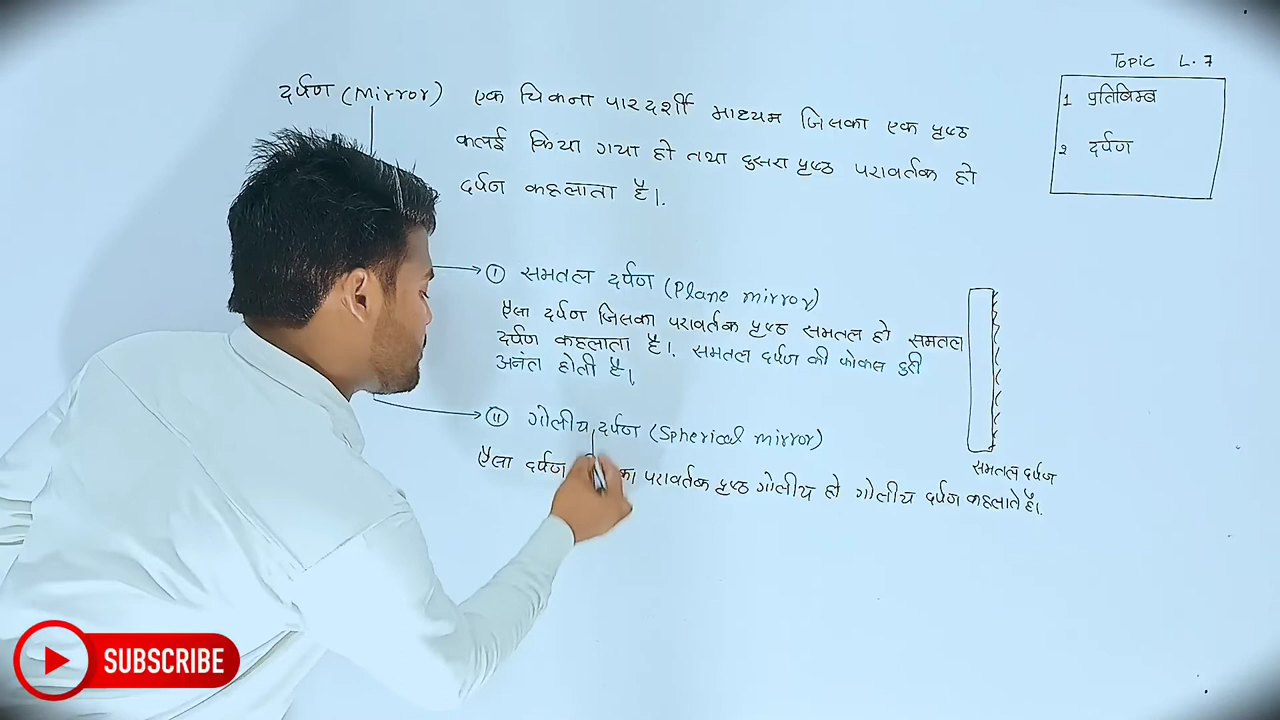 Topic L.7
1 प्रतिबिम्ब
2 दर्पण
दर्पण (Mirror) एक चिकना पारदर्शी माध्यम जिसका एक पृष्ठ
कलई किया गया हो तथा दुसरा पृष्ठ परावर्तक हो
दर्पण कहलाता है।.
I समतल दर्पण (Plane mirror)
ऐसा दर्पण जिसका परावर्तक पृष्ठ समतल हो समतल
दर्पण कहलाता है।. समतल दर्पण की फोकस दुरी
अनंत होती है।
समतल दर्पण
II गोलीय दर्पण (Spherical mirror)
ऐसा दर्पण का परावर्तक पृष्ठ गोलीय हो गोलीय दर्पण कहलाते है।.
SUBSCRIBE